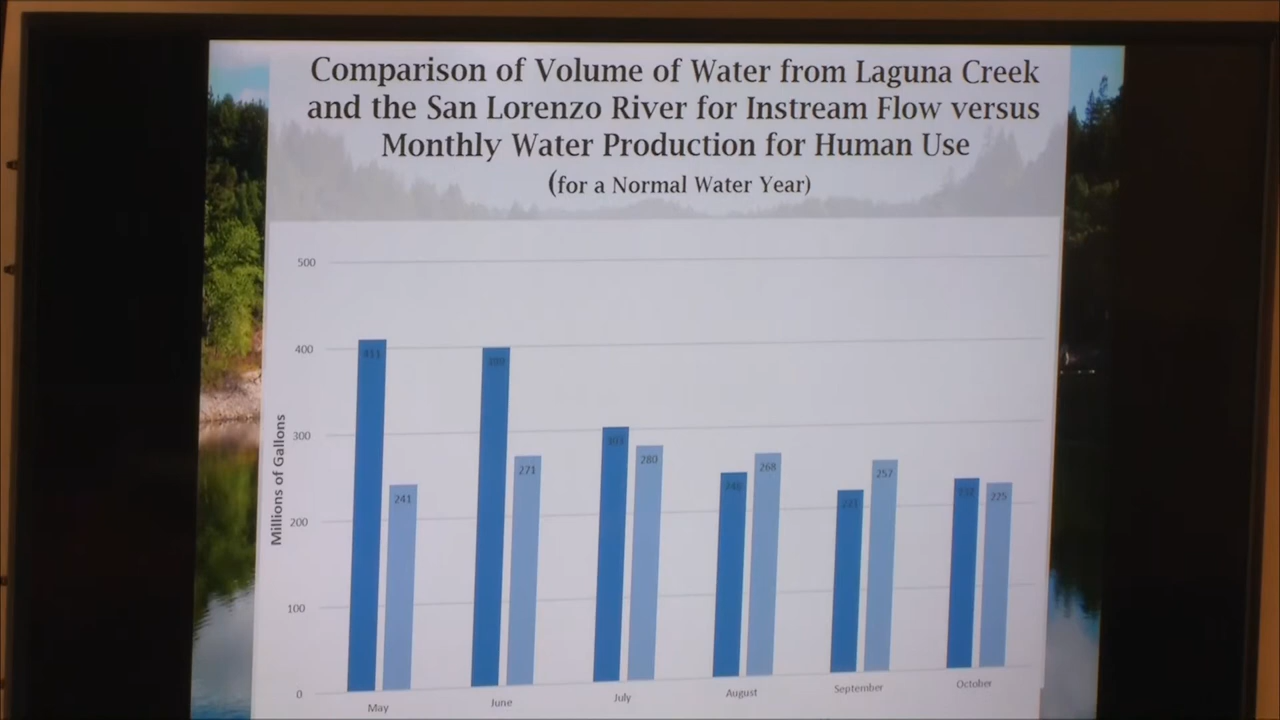 Comparison of Volume of Water from Laguna Creek
and the San Lorenzo River for Instream Flow versus
Monthly Water Production for Human Use
(for a Normal Water Year)
500
400
300
200
100
0
Millions of Gallons
411
241
271
280
268
257
225
May
June
July
August
September
October